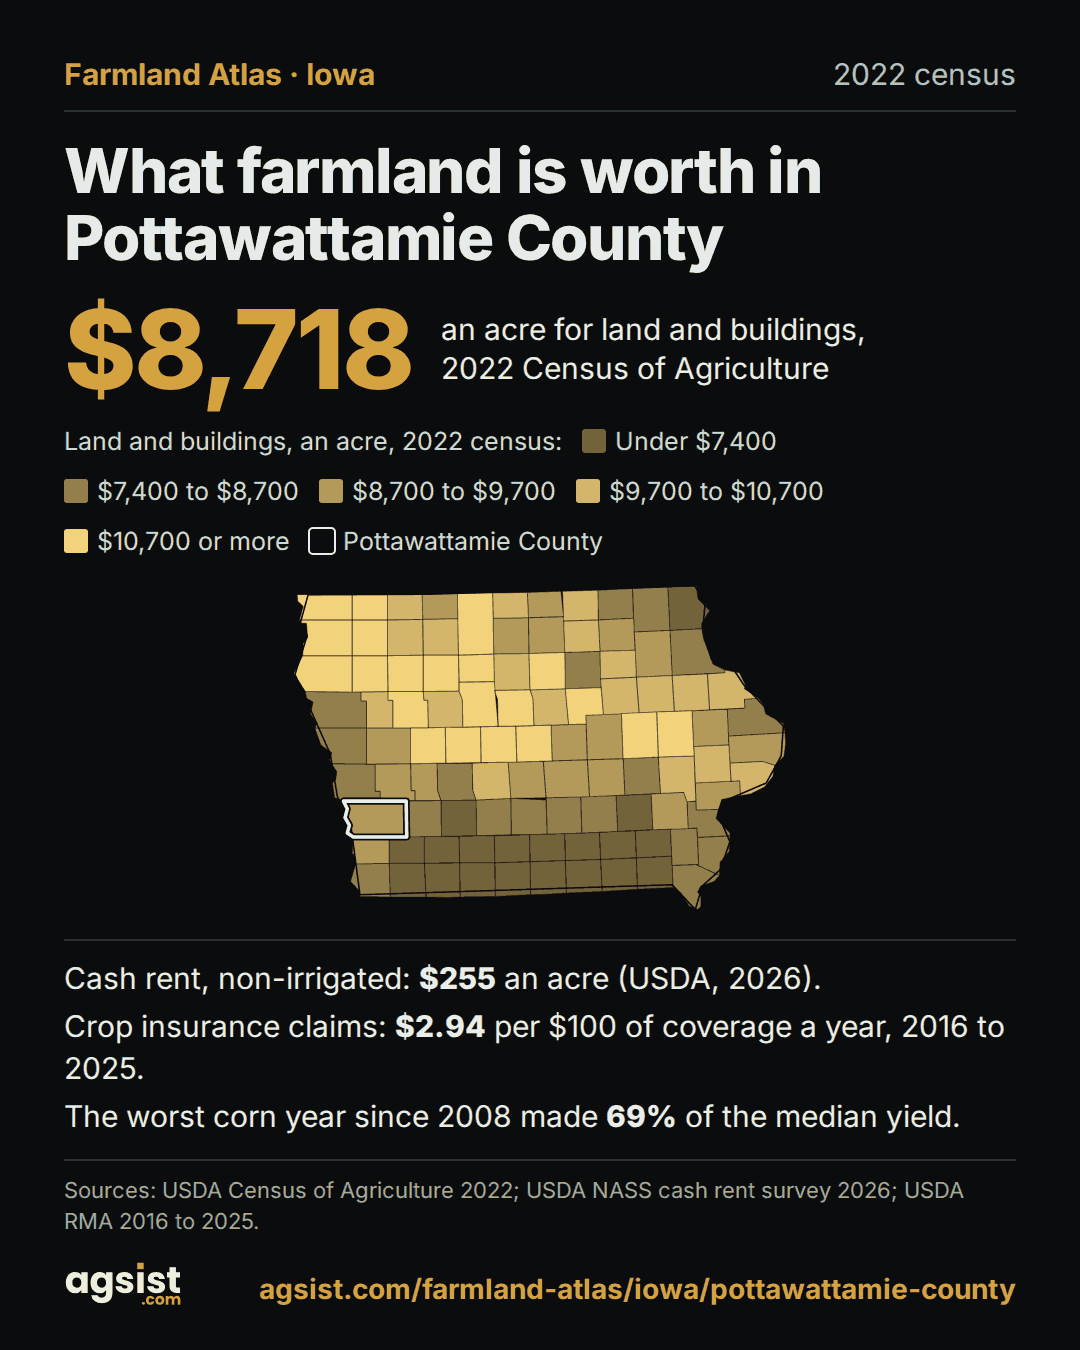 Farmland Atlas · Iowa
2022 census
What farmland is worth in
Pottawattamie County
$8,718
an acre for land and buildings,
2022 Census of Agriculture
Land and buildings, an acre, 2022 census: Under $7,400
$7,400 to $8,700 $8,700 to $9,700 $9,700 to $10,700
$10,700 or more Pottawattamie County
Cash rent, non-irrigated: $255 an acre (USDA, 2026).
Crop insurance claims: $2.94 per $100 of coverage a year, 2016 to
2025.
The worst corn year since 2008 made 69% of the median yield.
Sources: USDA Census of Agriculture 2022; USDA NASS cash rent survey 2026; USDA
RMA 2016 to 2025.
agsist
.com
agsist.com/farmland-atlas/iowa/pottawattamie-county